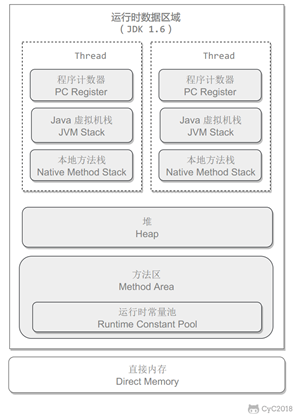 运行时数据区域
( JDK 1.6 )
Thread
程序计数器
PC Register
Java 虚拟机栈
JVM Stack
本地方法栈
Native Method Stack
Thread
程序计数器
PC Register
Java 虚拟机栈
JVM Stack
本地方法栈
Native Method Stack
堆
Heap
方法区
Method Area
运行时常量池
Runtime Constant Pool
直接内存
Direct Memory
CyC2018